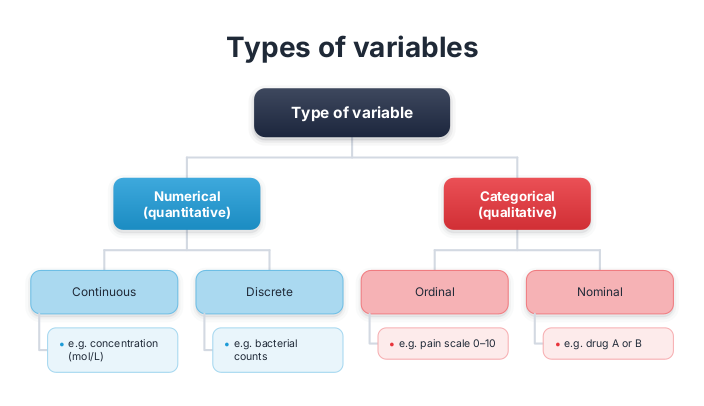 Types of variables
Type of variable
Numerical
(quantitative)
Categorical
(qualitative)
Continuous
Discrete
Ordinal
Nominal
• e.g. concentration
(mol/L)
• e.g. bacterial
counts
• e.g. pain scale 0–10
• e.g. drug A or B